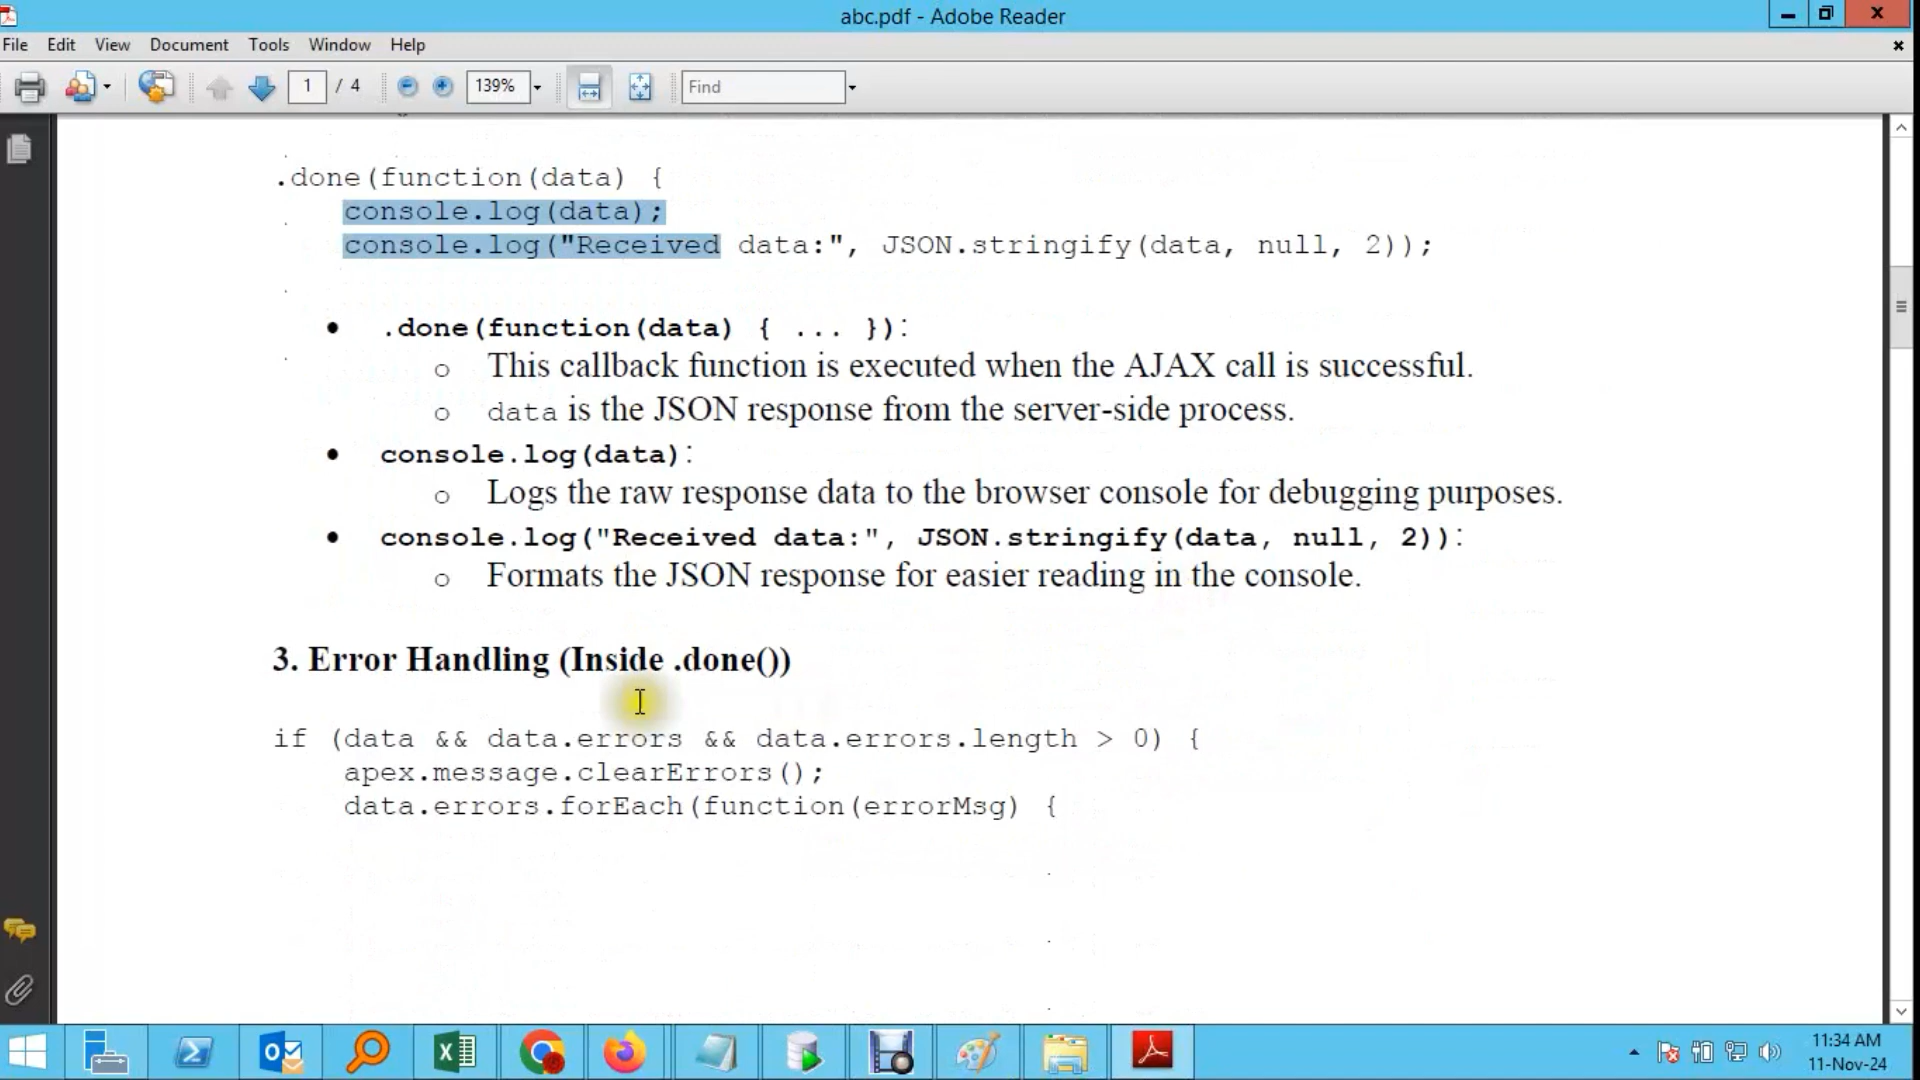 abc.pdf - Adobe Reader
File Edit View Document Tools Window Help
1 / 4 139% Find
.done(function(data) {
console.log(data);
console.log("Received data:", JSON.stringify(data, null, 2));
• .done(function(data) { ... }):
o This callback function is executed when the AJAX call is successful.
o data is the JSON response from the server-side process.
• console.log(data):
o Logs the raw response data to the browser console for debugging purposes.
• console.log("Received data:", JSON.stringify(data, null, 2)):
o Formats the JSON response for easier reading in the console.
3. Error Handling (Inside .done())
if (data && data.errors && data.errors.length > 0) {
apex.message.clearErrors();
data.errors.forEach(function(errorMsg) {
11:34 AM
11-Nov-24